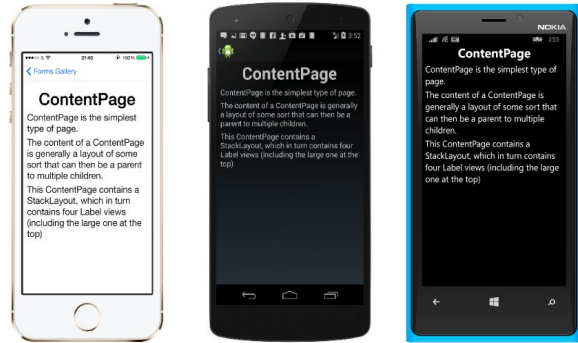 21:40
100%
Forms Gallery
ContentPage
ContentPage is the simplest
type of page.
The content of a ContentPage
is generally a layout of some
sort that can then be a parent
to multiple children.
This ContentPage contains a
StackLayout, which in turn
contains four Label views
(including the large one at the
top)
3:52
ContentPage
ContentPage is the simplest type of page.
The content of a ContentPage is generally
a layout of some sort that can then be a
parent to multiple children.
This ContentPage contains a
StackLayout, which in turn contains four
Label views (including the large one at the
top)
NOKIA
3:55
ContentPage
ContentPage is the simplest type of
page.
The content of a ContentPage is
generally a layout of some sort that
can then be a parent to multiple
children.
This ContentPage contains a
StackLayout, which in turn contains
four Label views (including the large
one at the top)